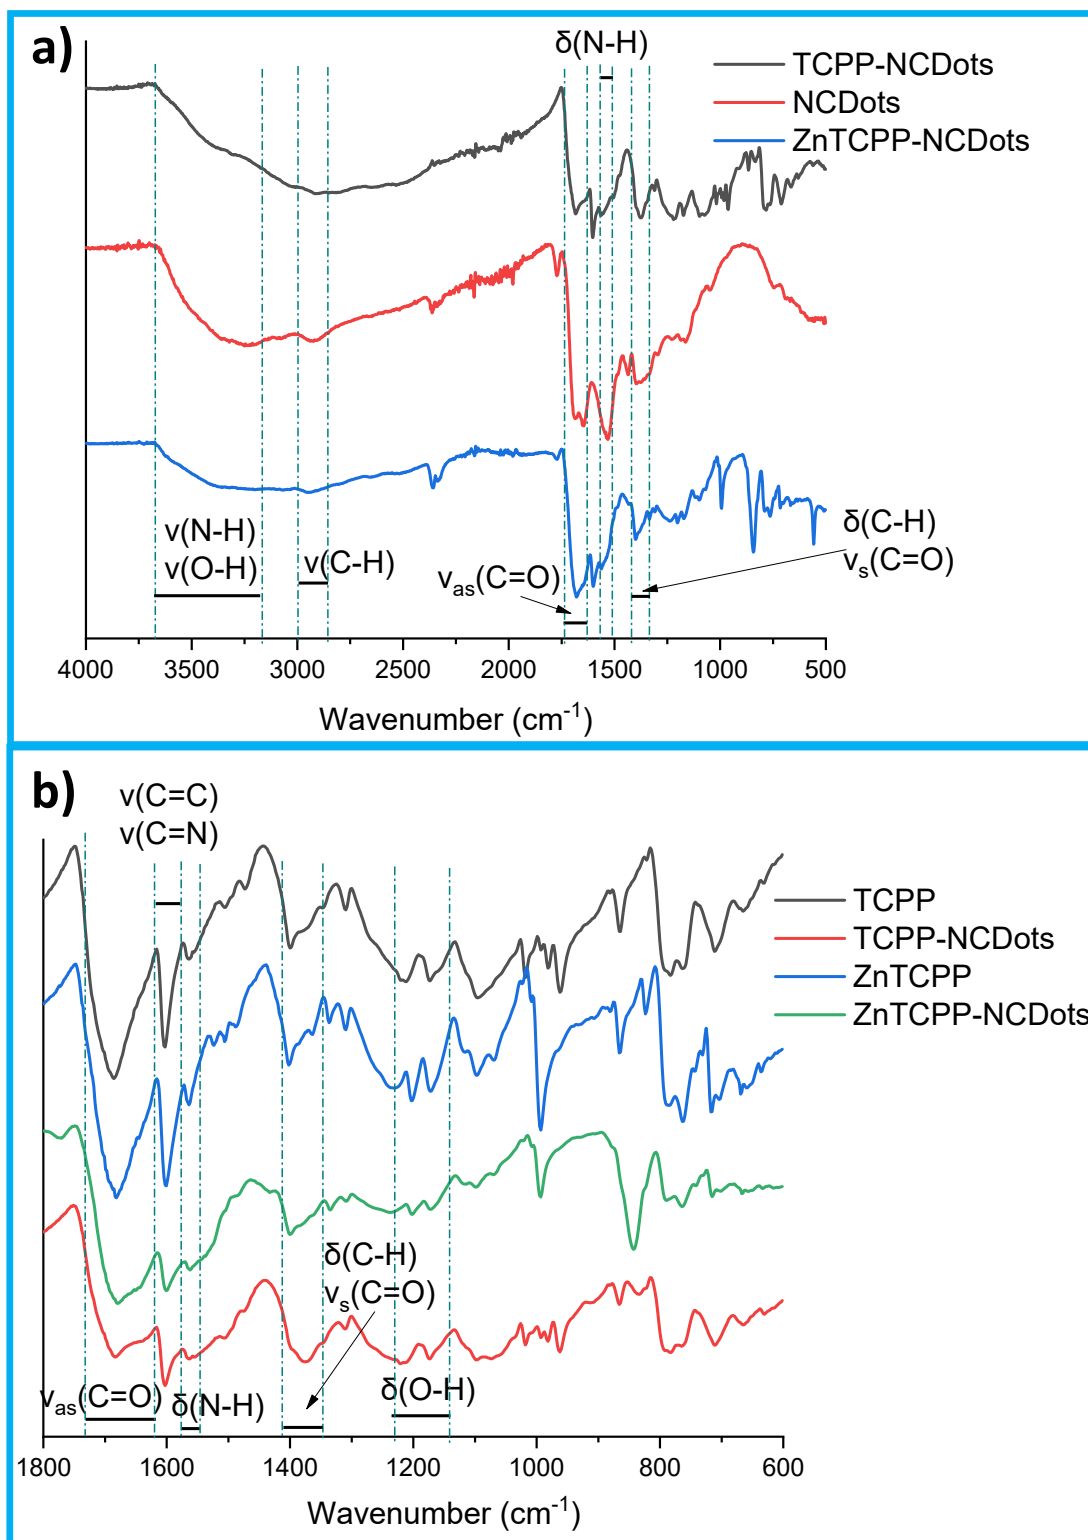 a)
δ(N-H)
TCPP-NCDots
NCDots
ZnTCPP-NCDots
ν(N-H)
ν(O-H)
ν(C-H)
νas(C=O)
δ(C-H)
νs(C=O)
4000 3500 3000 2500 2000 1500 1000 500
Wavenumber (cm-1)
b)
ν(C=C)
ν(C=N)
TCPP
TCPP-NCDots
ZnTCPP
ZnTCPP-NCDots
δ(C-H)
νs(C=O)
νas(C=O)
δ(N-H)
δ(O-H)
1800 1600 1400 1200 1000 800 600
Wavenumber (cm-1)